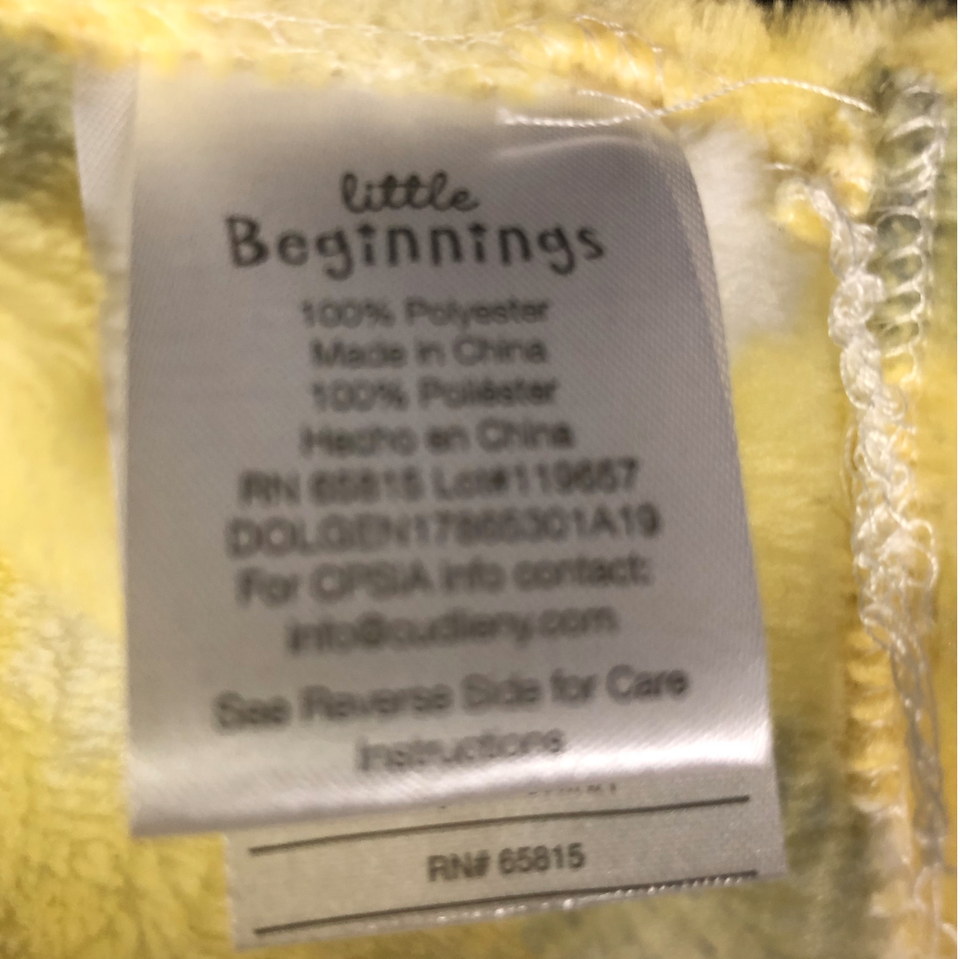 little
Beginnings
100% Polyester
Made in China
100% Poliéster
Hecho en China
RN 65815 Lot#119657
DOLGEN17865301A19
For CPSIA info contact:
info@cudlieny.com
See Reverse Side for Care
Instructions
RN# 65815